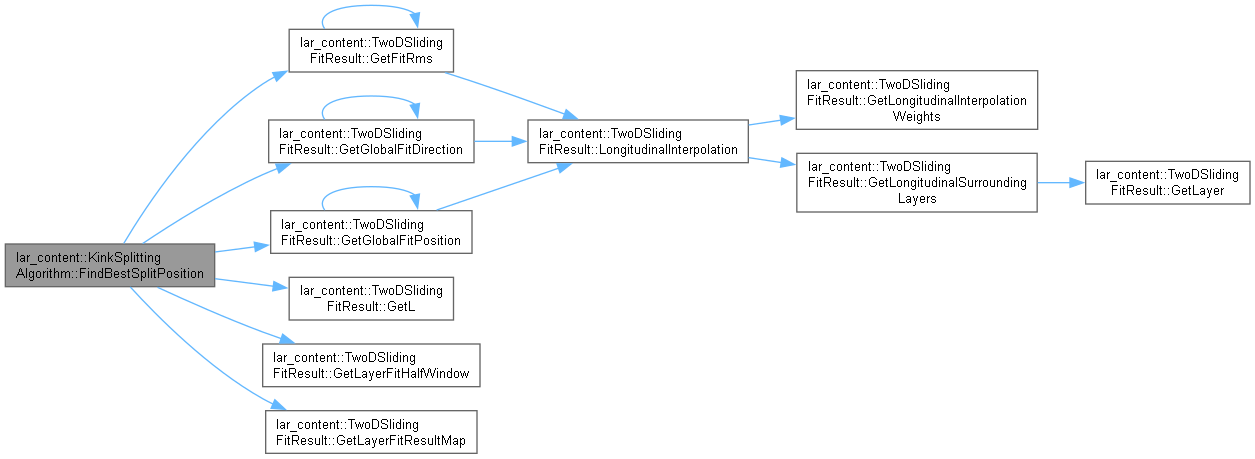 lar_content::TwoDSliding
FitResult::GetFitRms
lar_content::TwoDSliding
FitResult::GetLongitudinalInterpolation
Weights
lar_content::TwoDSliding
FitResult::GetGlobalFitDirection
lar_content::TwoDSliding
FitResult::LongitudinalInterpolation
lar_content::TwoDSliding
FitResult::GetLongitudinalSurrounding
Layers
lar_content::TwoDSliding
FitResult::GetLayer
lar_content::TwoDSliding
FitResult::GetGlobalFitPosition
lar_content::KinkSplitting
Algorithm::FindBestSplitPosition
lar_content::TwoDSliding
FitResult::GetL
lar_content::TwoDSliding
FitResult::GetLayerFitHalfWindow
lar_content::TwoDSliding
FitResult::GetLayerFitResultMap